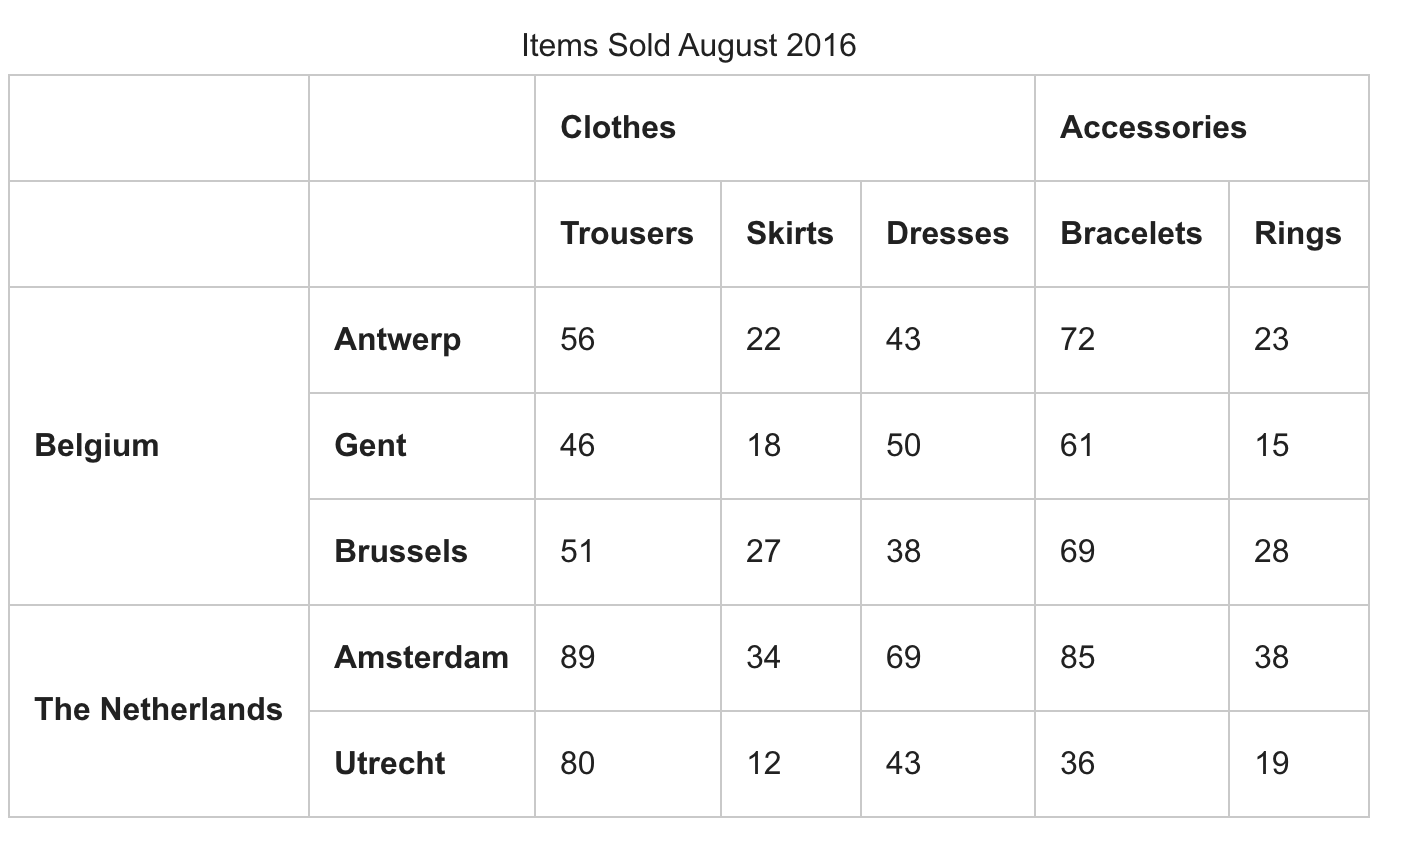 Items Sold August 2016
Clothes Accessories
Trousers Skirts Dresses Bracelets Rings
Belgium
Antwerp 56 22 43 72 23
Gent 46 18 50 61 15
Brussels 51 27 38 69 28
The Netherlands
Amsterdam 89 34 69 85 38
Utrecht 80 12 43 36 19